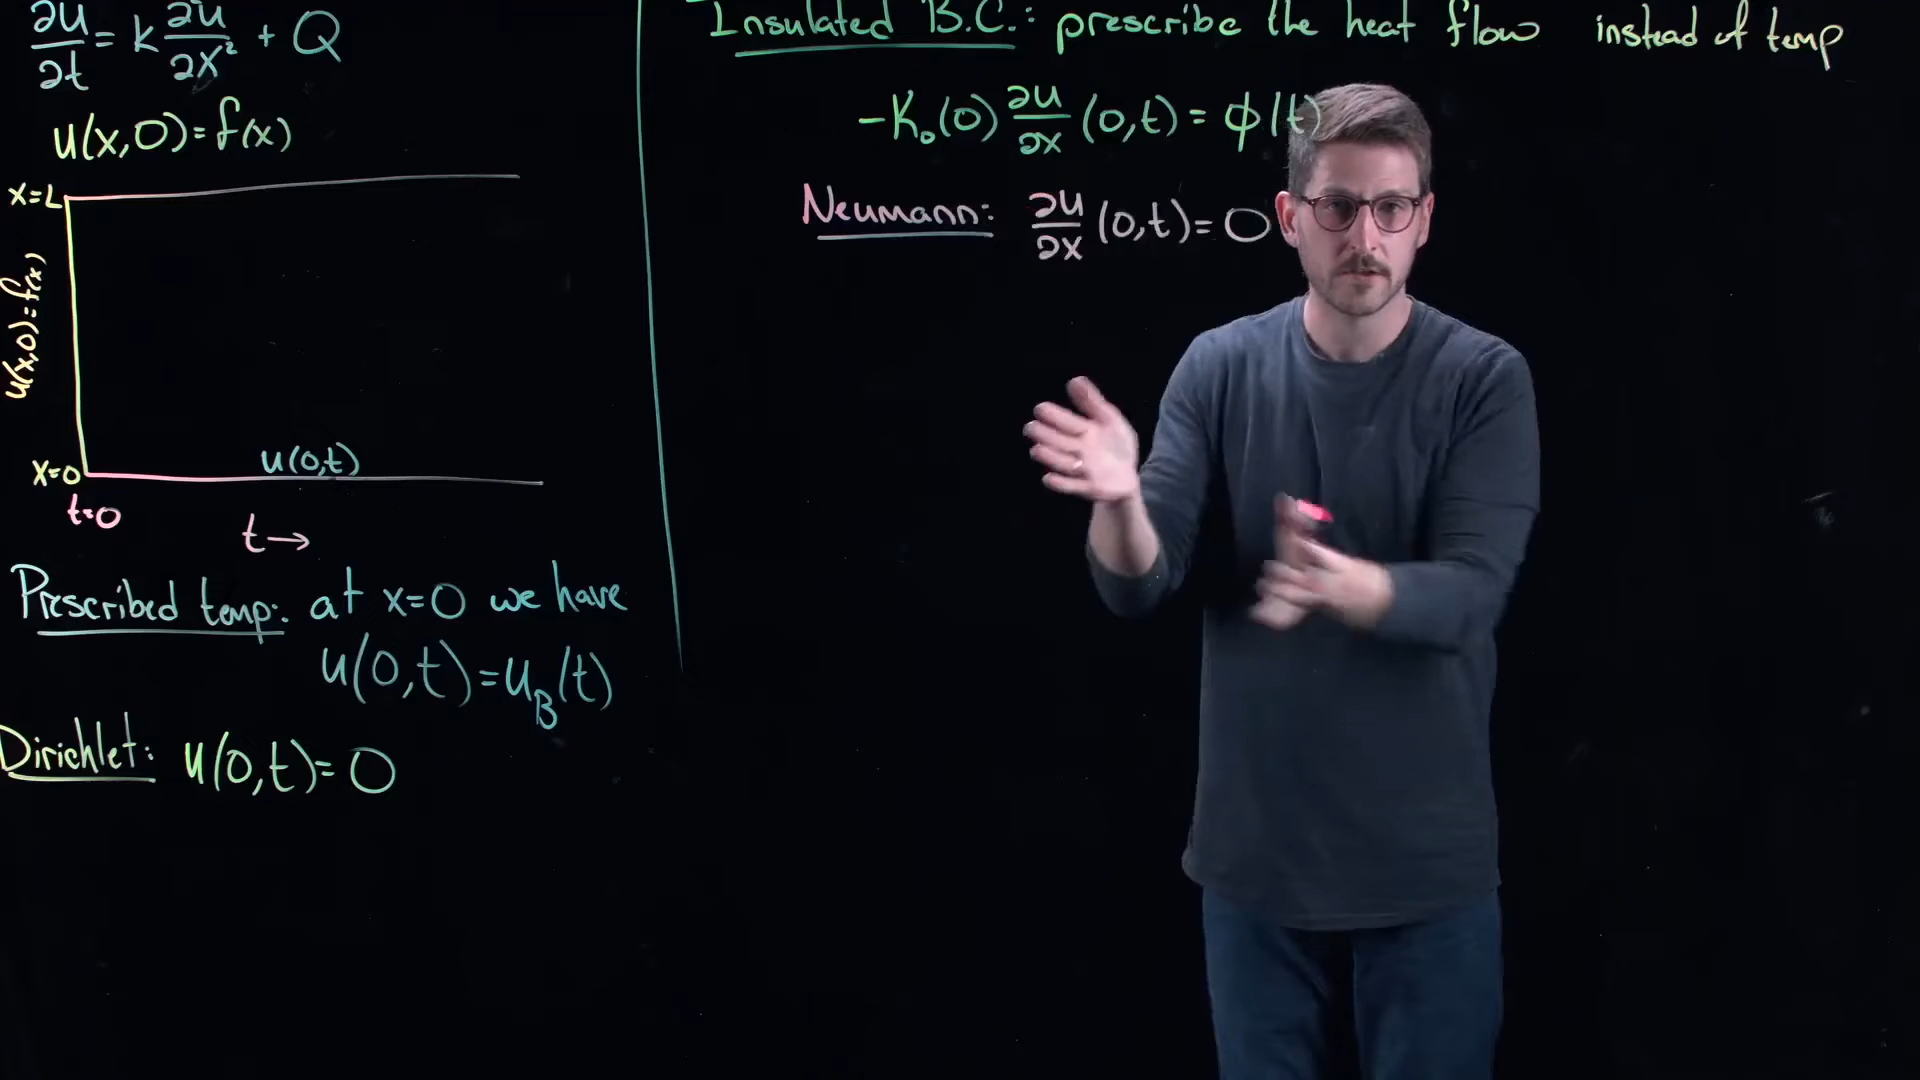 ∂u/∂t = k ∂u/∂x² + Q
u(x,0)=f(x)
x=L
u(x,0)=f(x)
u(0,t)
x=0
t=0
t→
Prescribed temp: at x=0 we have
u(0,t)=u_B(t)
Dirichlet: u(0,t)=0
Insulated B.C.: prescribe the heat flow instead of temp
-K₀(0) ∂u/∂x (0,t) = φ(t)
Neumann: ∂u/∂x (0,t)=0